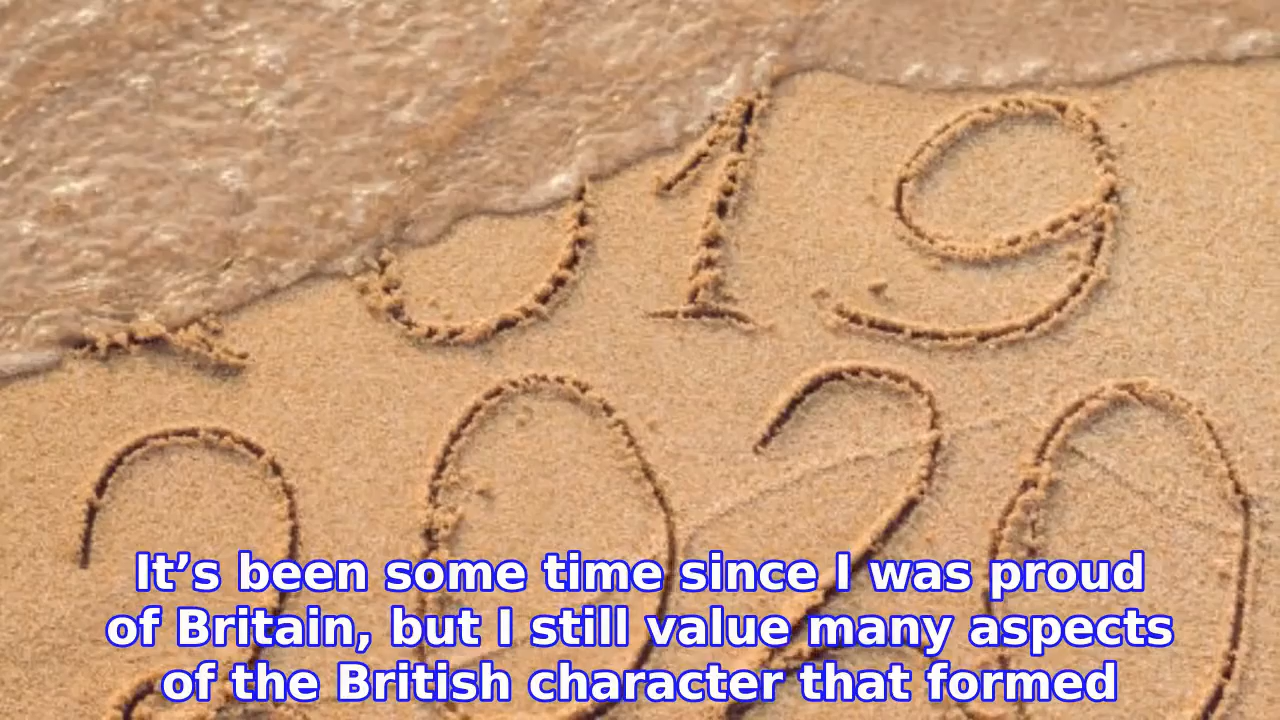 2019
2020
It’s been some time since I was proud
of Britain, but I still value many aspects
of the British character that formed